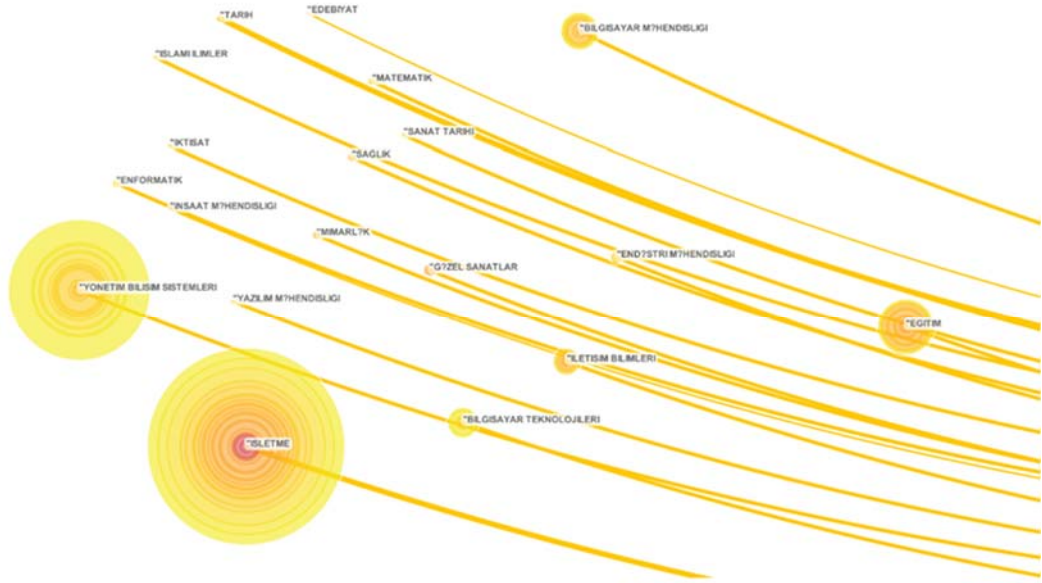 "TARIH
"EDEBIYAT
"BILGISAYAR M?HENDISLIGI
"ISLAMI ILIMLER
"MATEMATIK
"SANAT TARIHI
"IKTISAT
"SAGLIK
"ENFORMATIK
"INSAAT M?HENDISLIGI
"MIMARL?K
"END?STRI M?HENDISLIGI
"G?ZEL SANATLAR
"YONETIM BILISIM SISTEMLERI
"YAZILIM M?HENDISLIGI
"EGITIM
"ILETISIM BILIMLERI
"BILGISAYAR TEKNOLOJILERI
"ISLETME